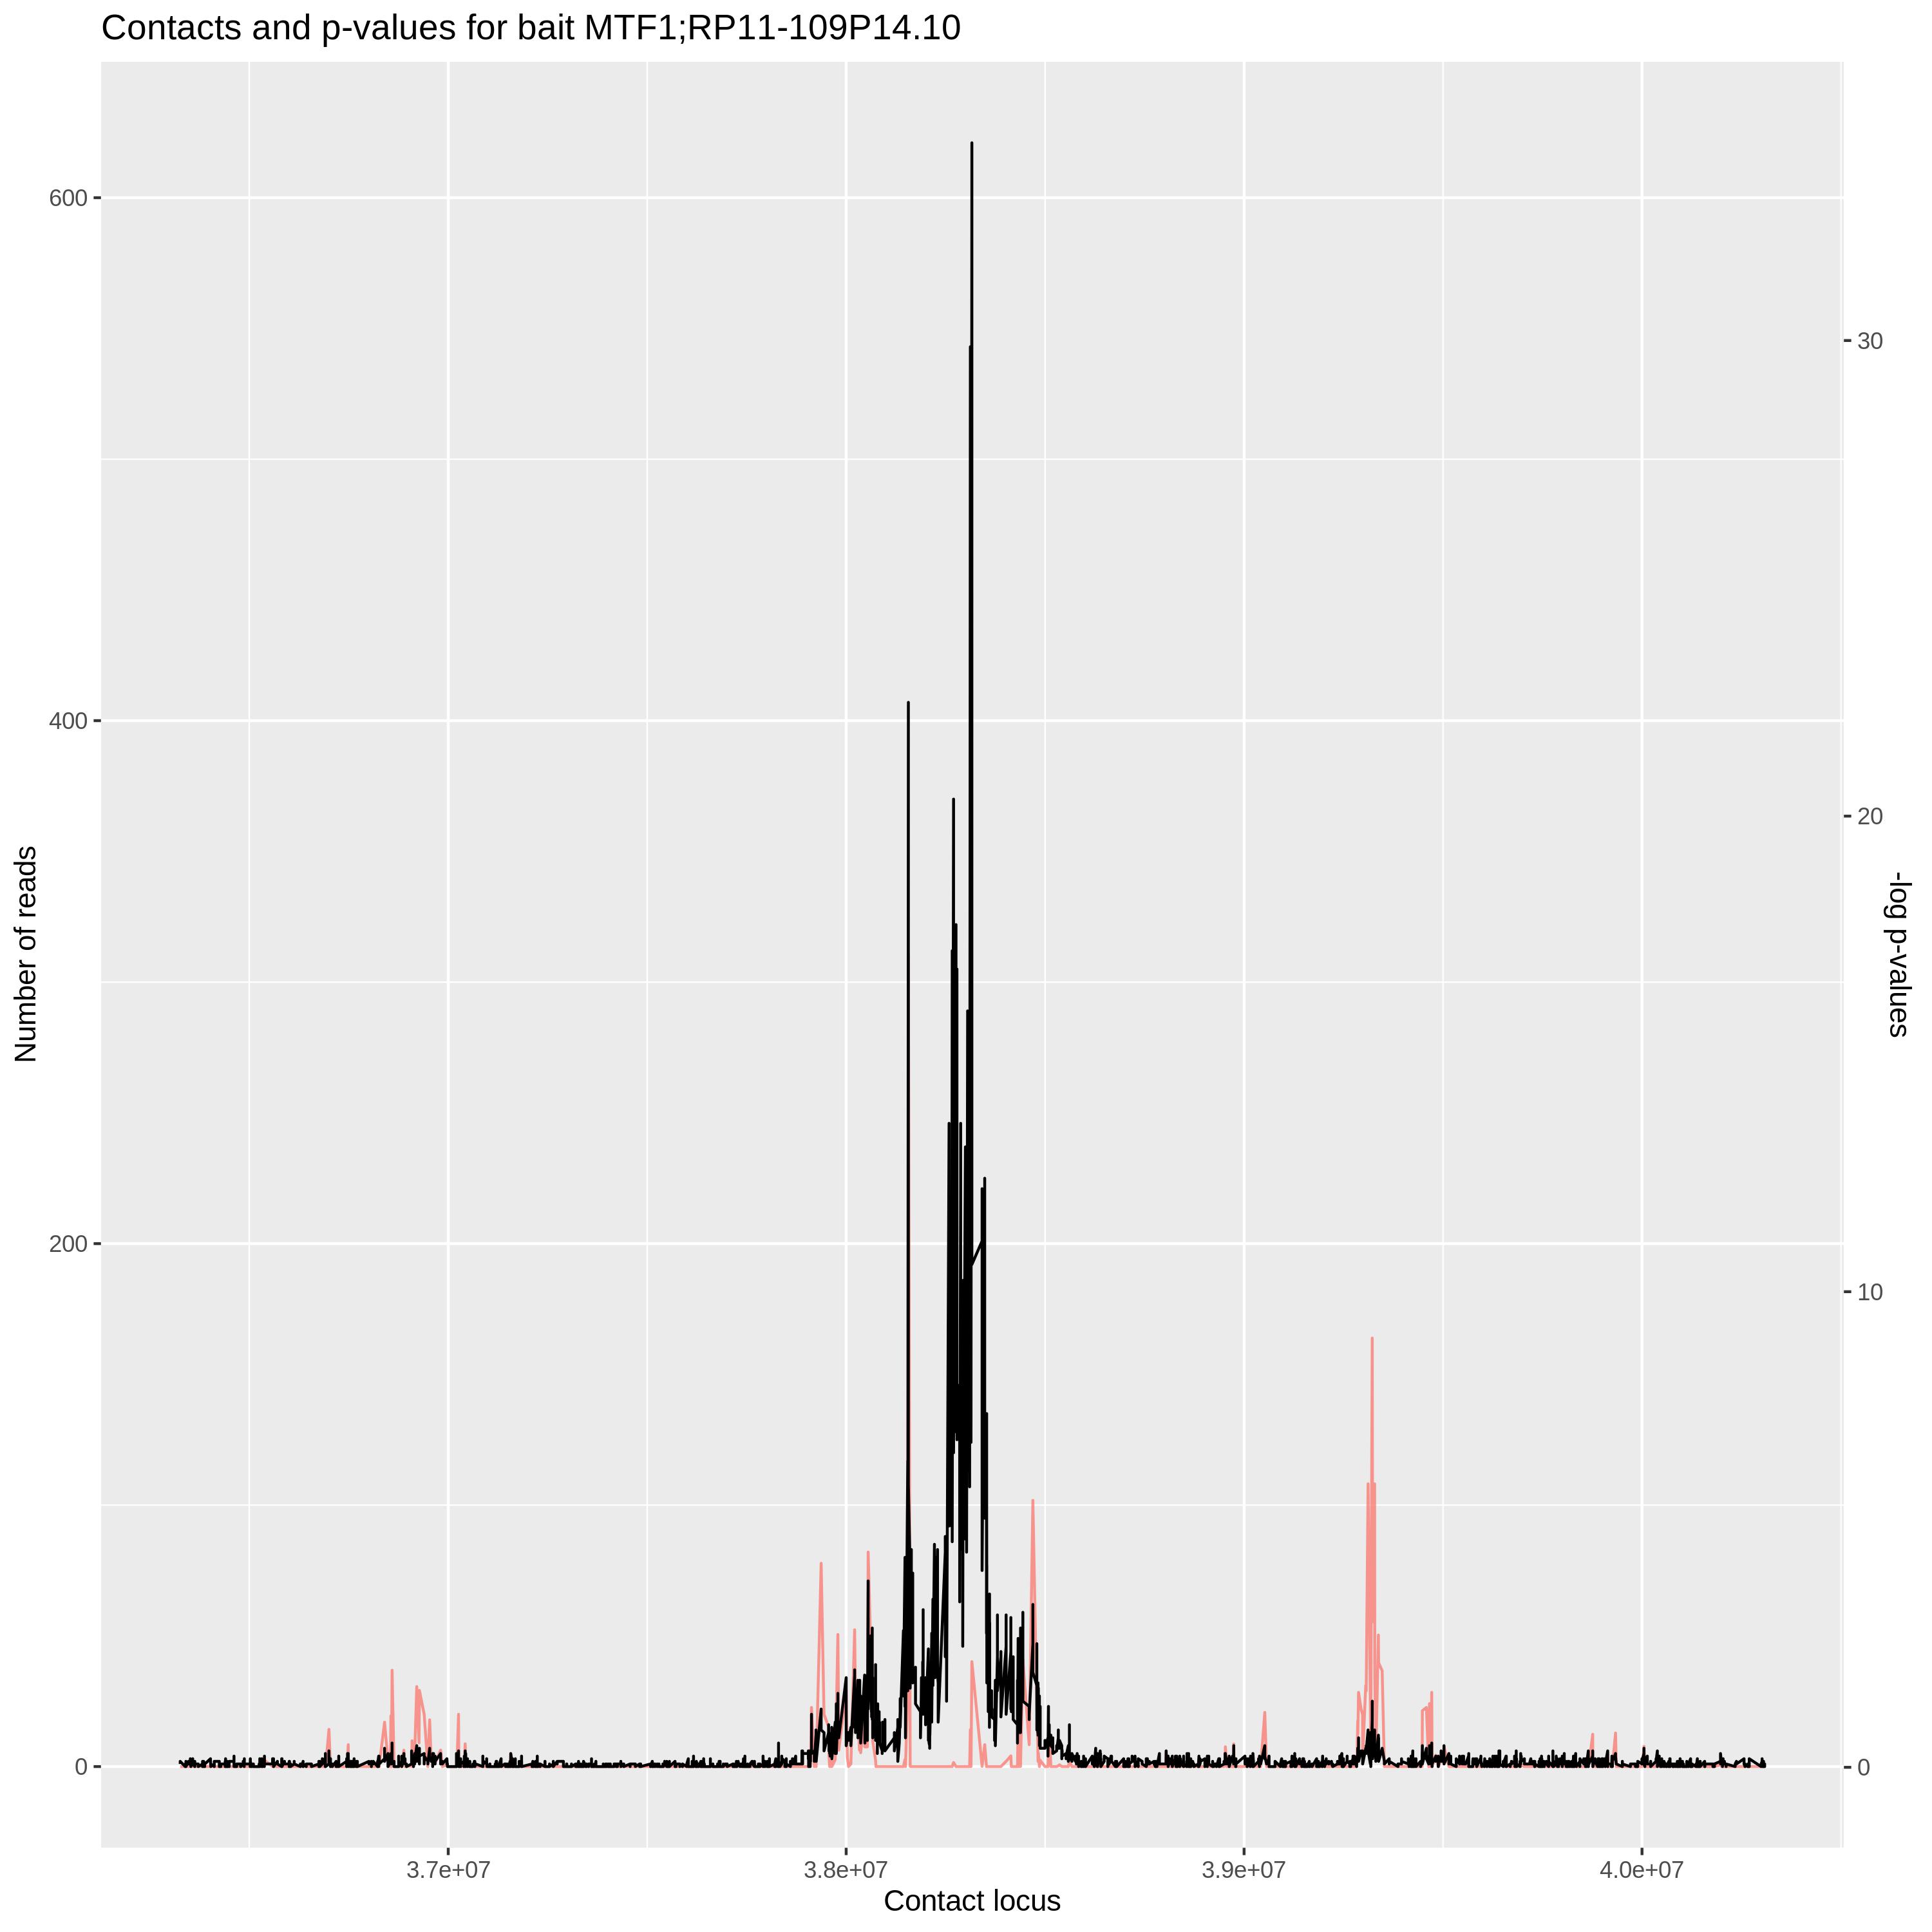 Contacts and p-values for bait MTF1;RP11-109P14.10
600
400
200
0
Number of reads
30
20
10
0
-log p-values
3.7e+07
3.8e+07
3.9e+07
4.0e+07
Contact locus